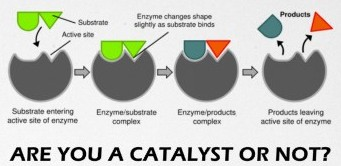 Substrate
Active site
Enzyme changes shape
slightly as substrate binds
Products
Substrate entering
active site of enzyme
Enzyme/substrate
complex
Enzyme/products
complex
Products leaving
active site of enzyme
ARE YOU A CATALYST OR NOT?